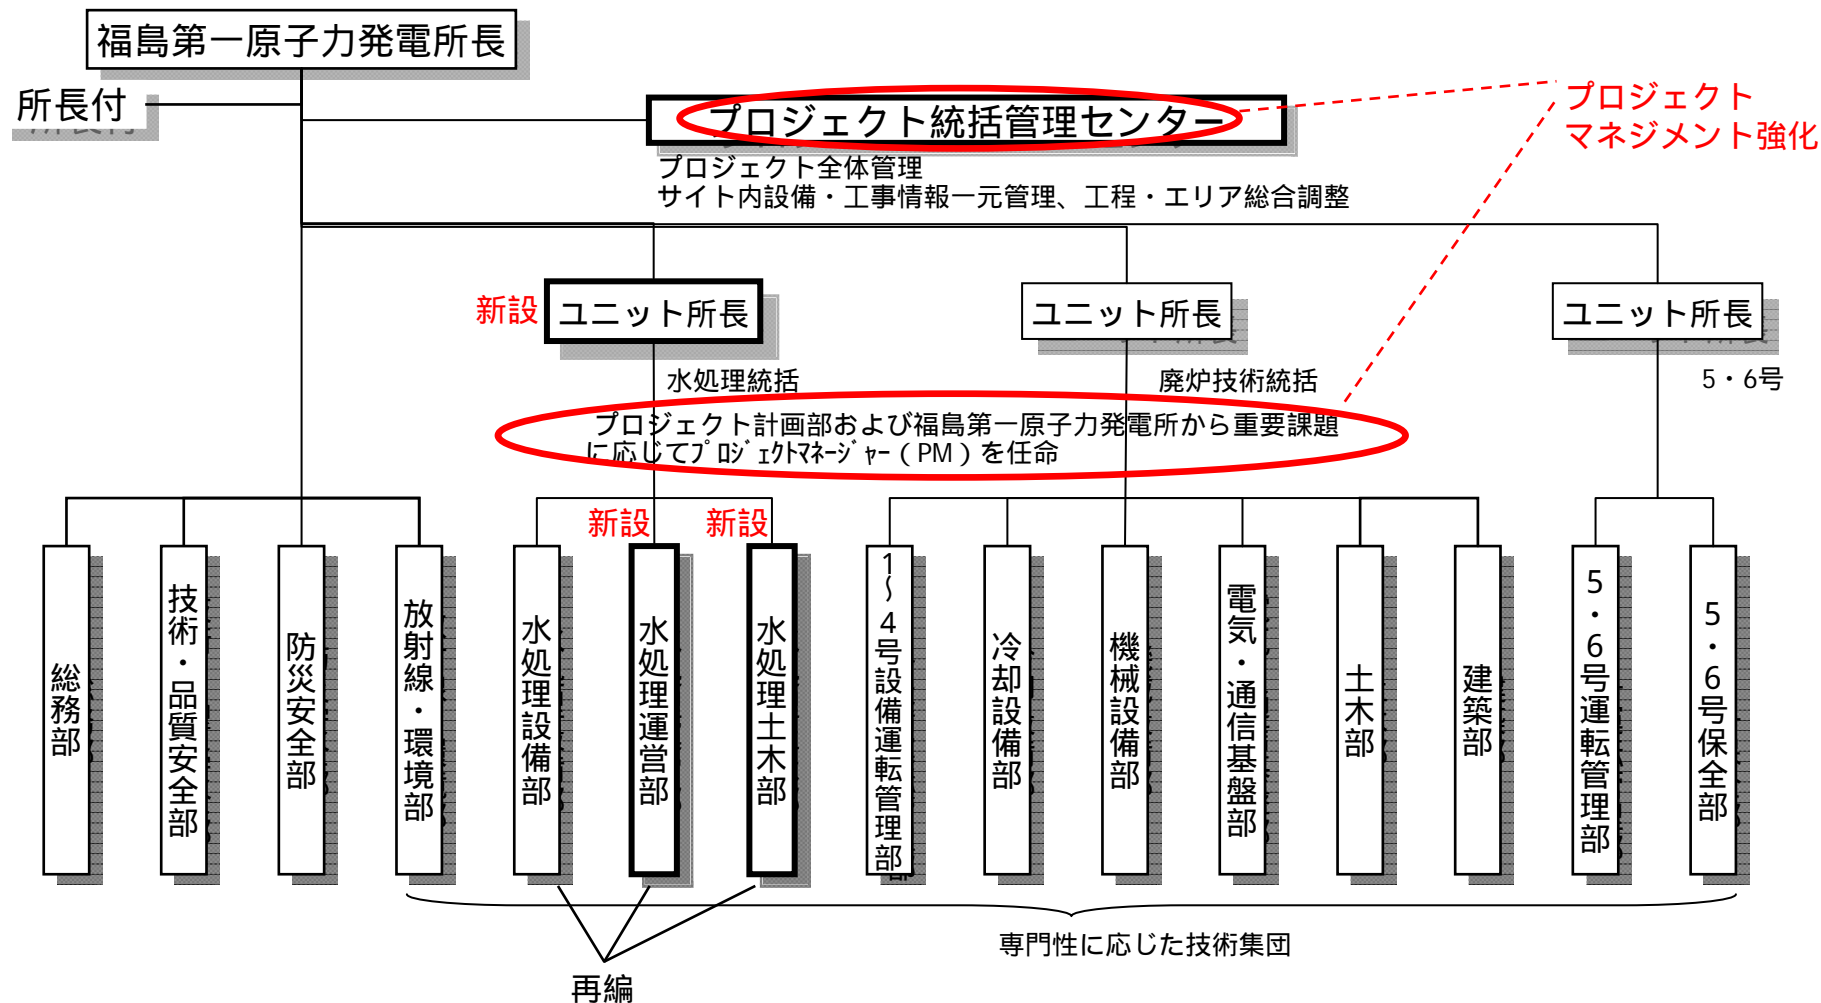 福島第一原子力発電所長
所長付
プロジェクト統括管理センター
プロジェクト
マネジメント強化
プロジェクト全体管理
サイト内設備・工事情報一元管理、工程・エリア総合調整
新設
ユニット所長
ユニット所長
ユニット所長
水処理統括
廃炉技術統括
5・6号
プロジェクト計画部および福島第一原子力発電所から重要課題
に応じてﾌﾟﾛｼﾞｪｸﾄﾏﾈｰｼﾞｬｰ（PM）を任命
新設
新設
総務部
技術・品質安全部
防災安全部
放射線・環境部
水処理設備部
水処理運営部
水処理土木部
1～4号設備運転管理部
冷却設備部
機械設備部
電気・通信基盤部
土木部
建築部
5・6号運転管理部
5・6号保全部
専門性に応じた技術集団
再編